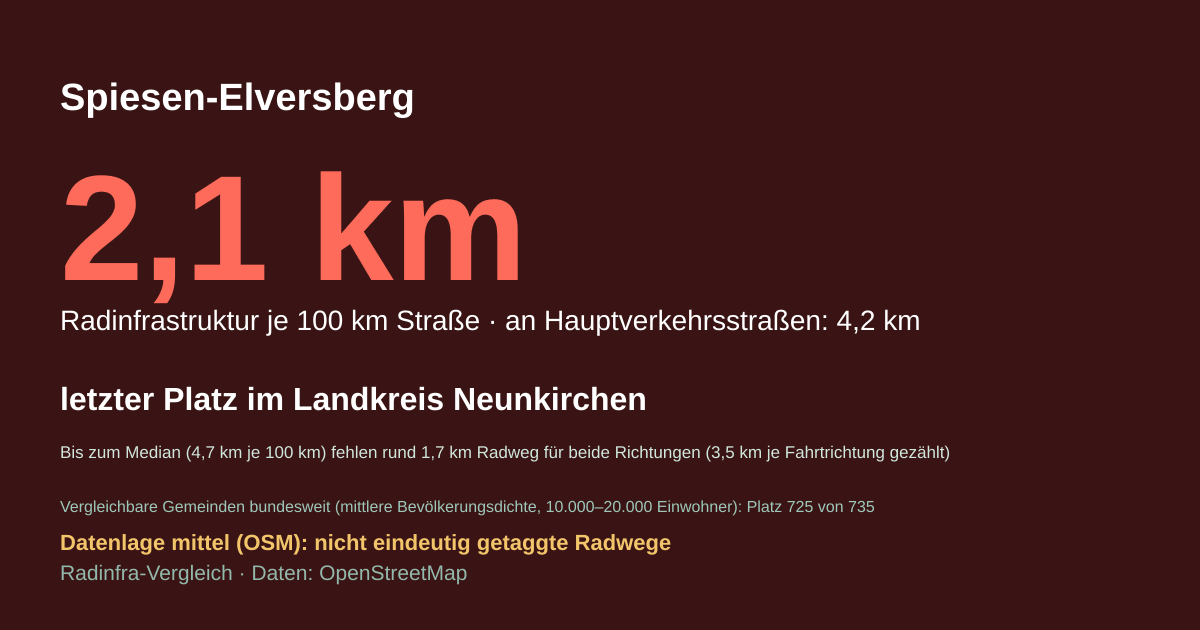 Spiesen-Elversberg
2,1 km
Radinfrastruktur je 100 km Straße · an Hauptverkehrsstraßen: 4,2 km
letzter Platz im Landkreis Neunkirchen
Bis zum Median (4,7 km je 100 km) fehlen rund 1,7 km Radweg für beide Richtungen (3,5 km je Fahrtrichtung gezählt)
Vergleichbare Gemeinden bundesweit (mittlere Bevölkerungsdichte, 10.000–20.000 Einwohner): Platz 725 von 735
Datenlage mittel (OSM): nicht eindeutig getaggte Radwege
Radinfra-Vergleich · Daten: OpenStreetMap